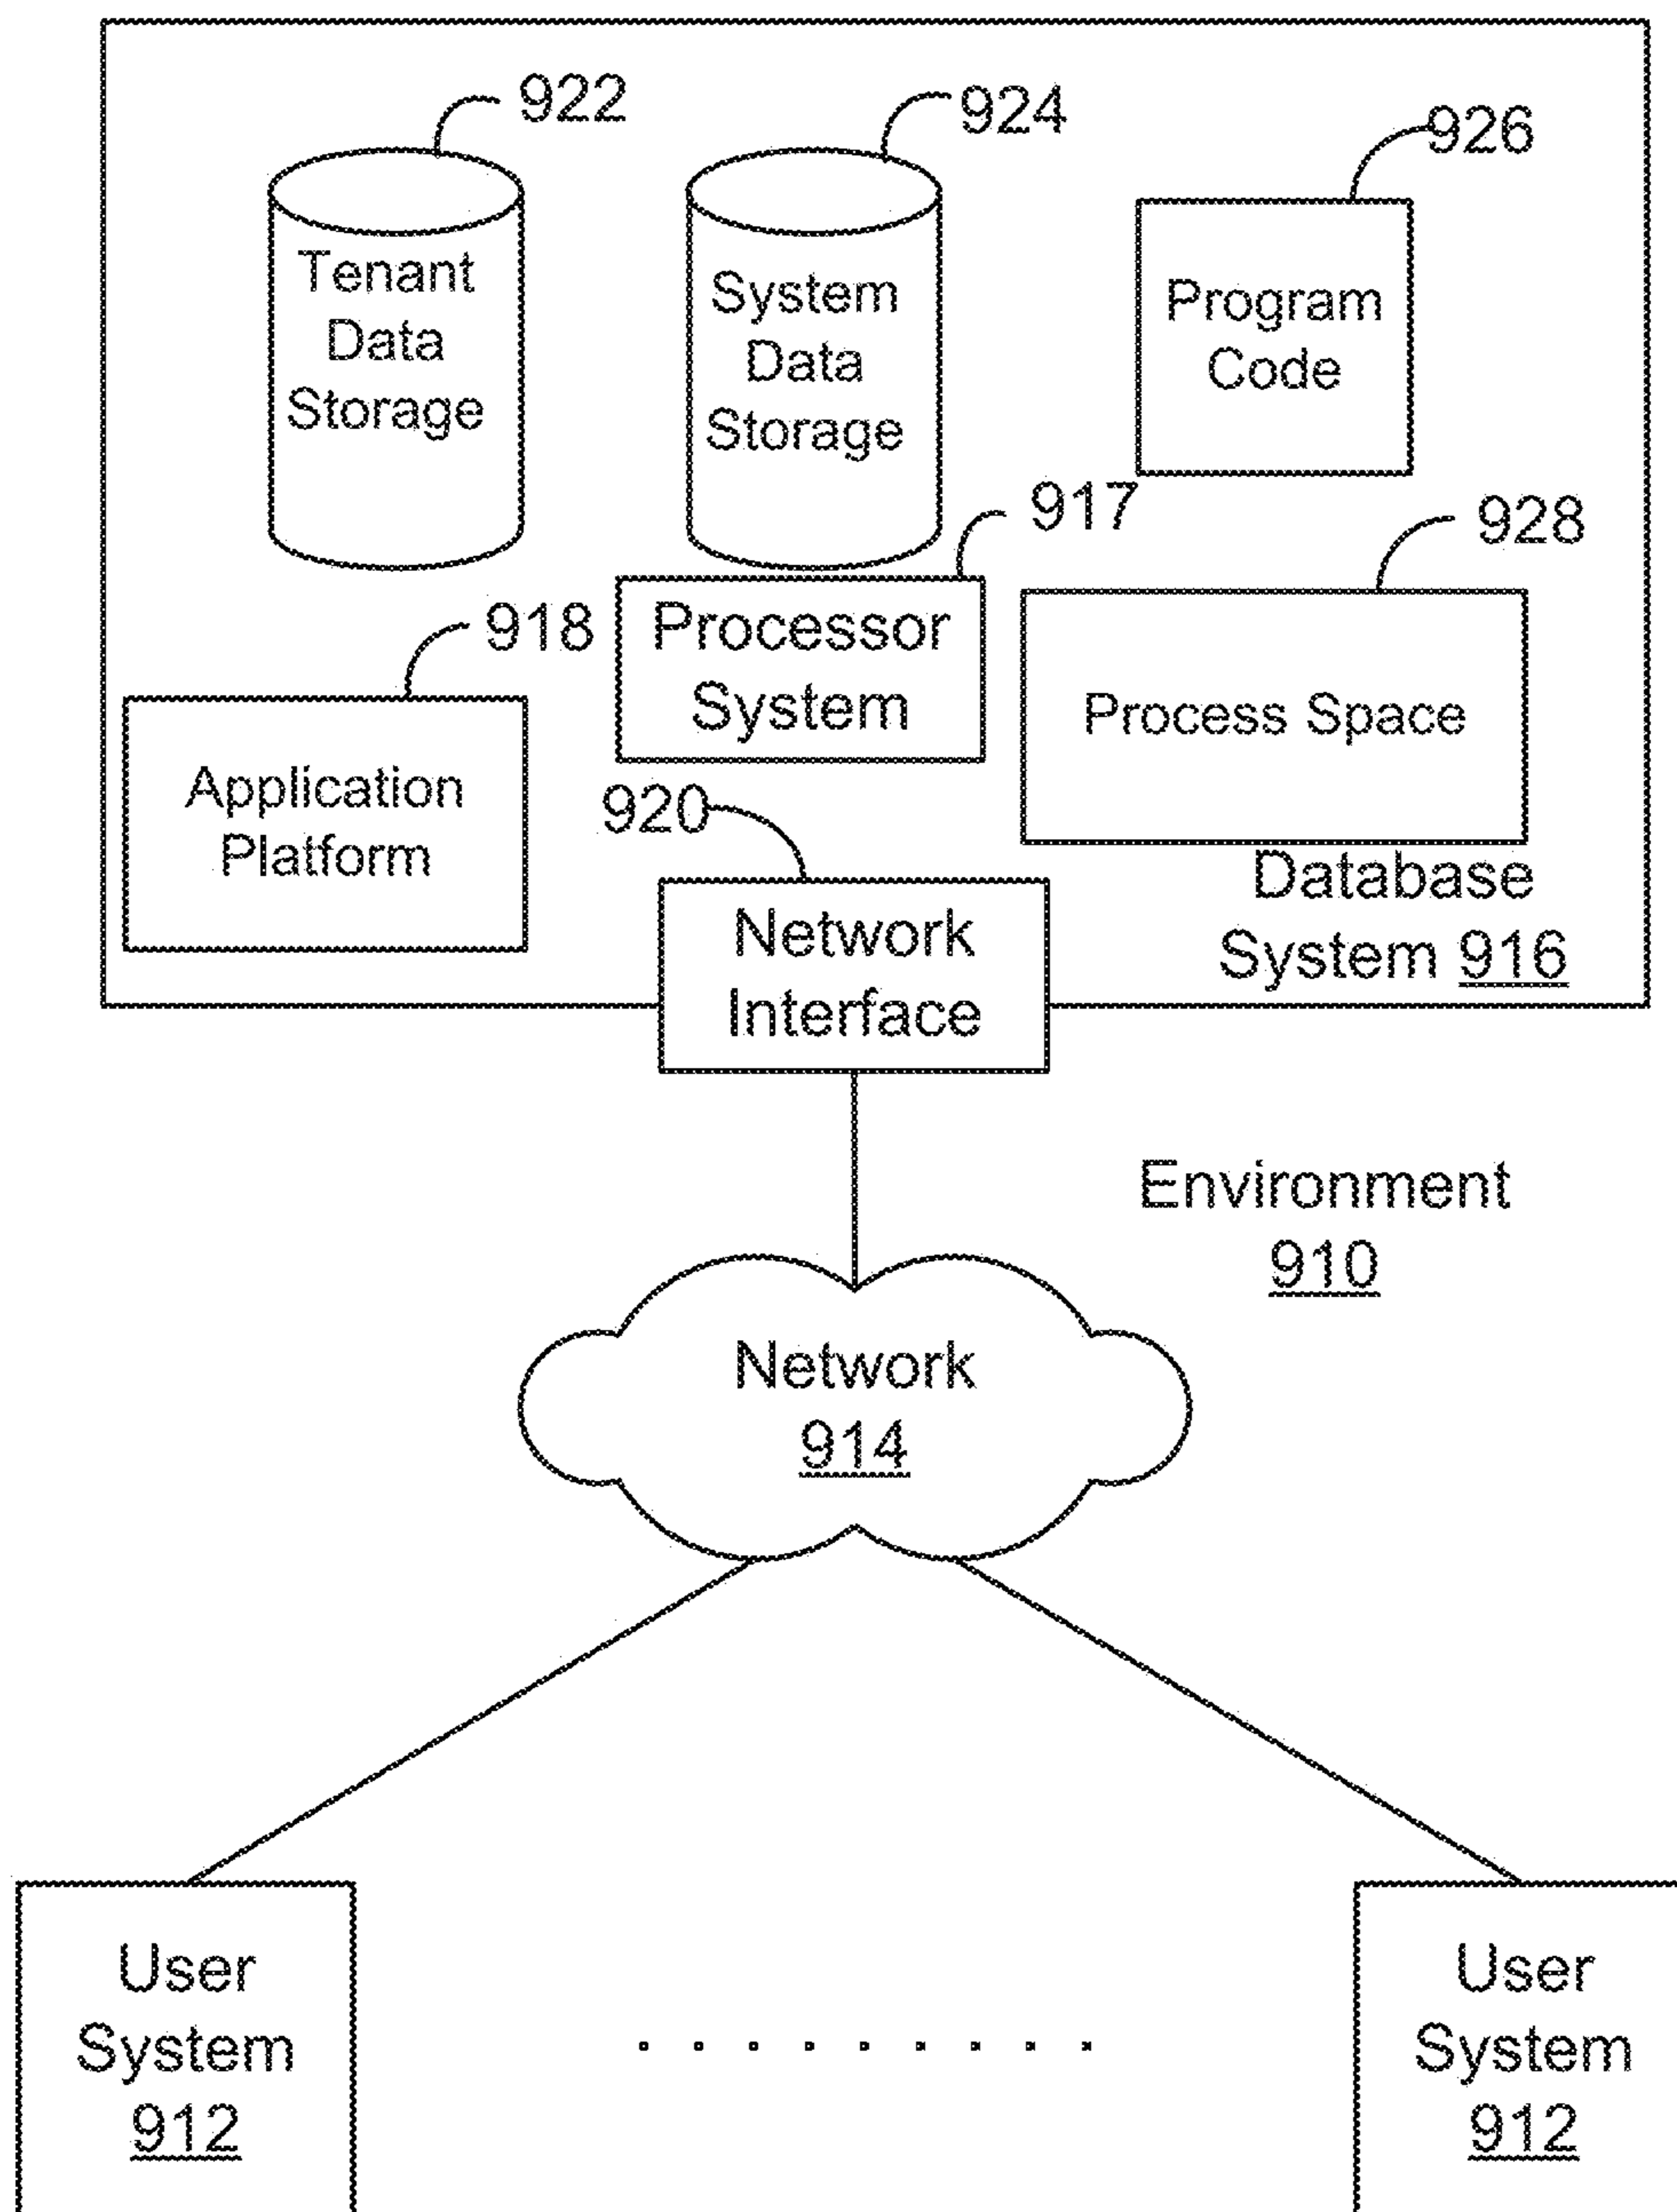 922
924
926
Tenant
Data
Storage
System
Data
Storage
Program
Code
917
928
918
Processor
System
Process Space
Application
Platform
920
Database
System 916
Network
Interface
Environment
910
Network
914
User
System
912
User
System
912